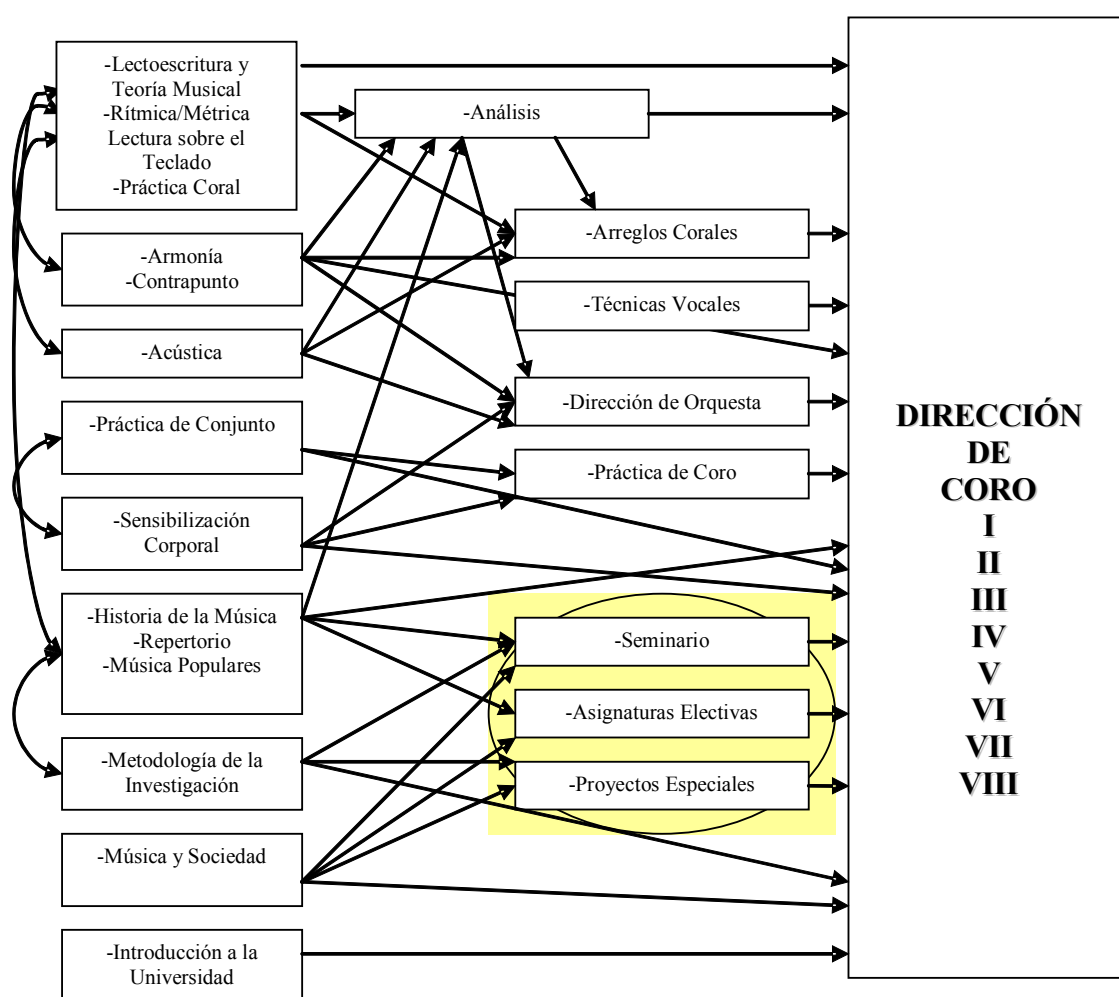 -Lectoescritura y
Teoría Musical
-Rítmica/Métrica
Lectura sobre el
Teclado
-Práctica Coral
-Armonía
-Contrapunto
-Acústica
-Práctica de Conjunto
-Sensibilización
Corporal
-Historia de la Música
-Repertorio
-Música Populares
-Metodología de la
Investigación
-Música y Sociedad
-Introducción a la
Universidad
-Análisis
-Arreglos Corales
-Técnicas Vocales
-Dirección de Orquesta
-Práctica de Coro
-Seminario
-Asignaturas Electivas
-Proyectos Especiales
DIRECCIÓN
DE
CORO
I
II
III
IV
V
VI
VII
VIII